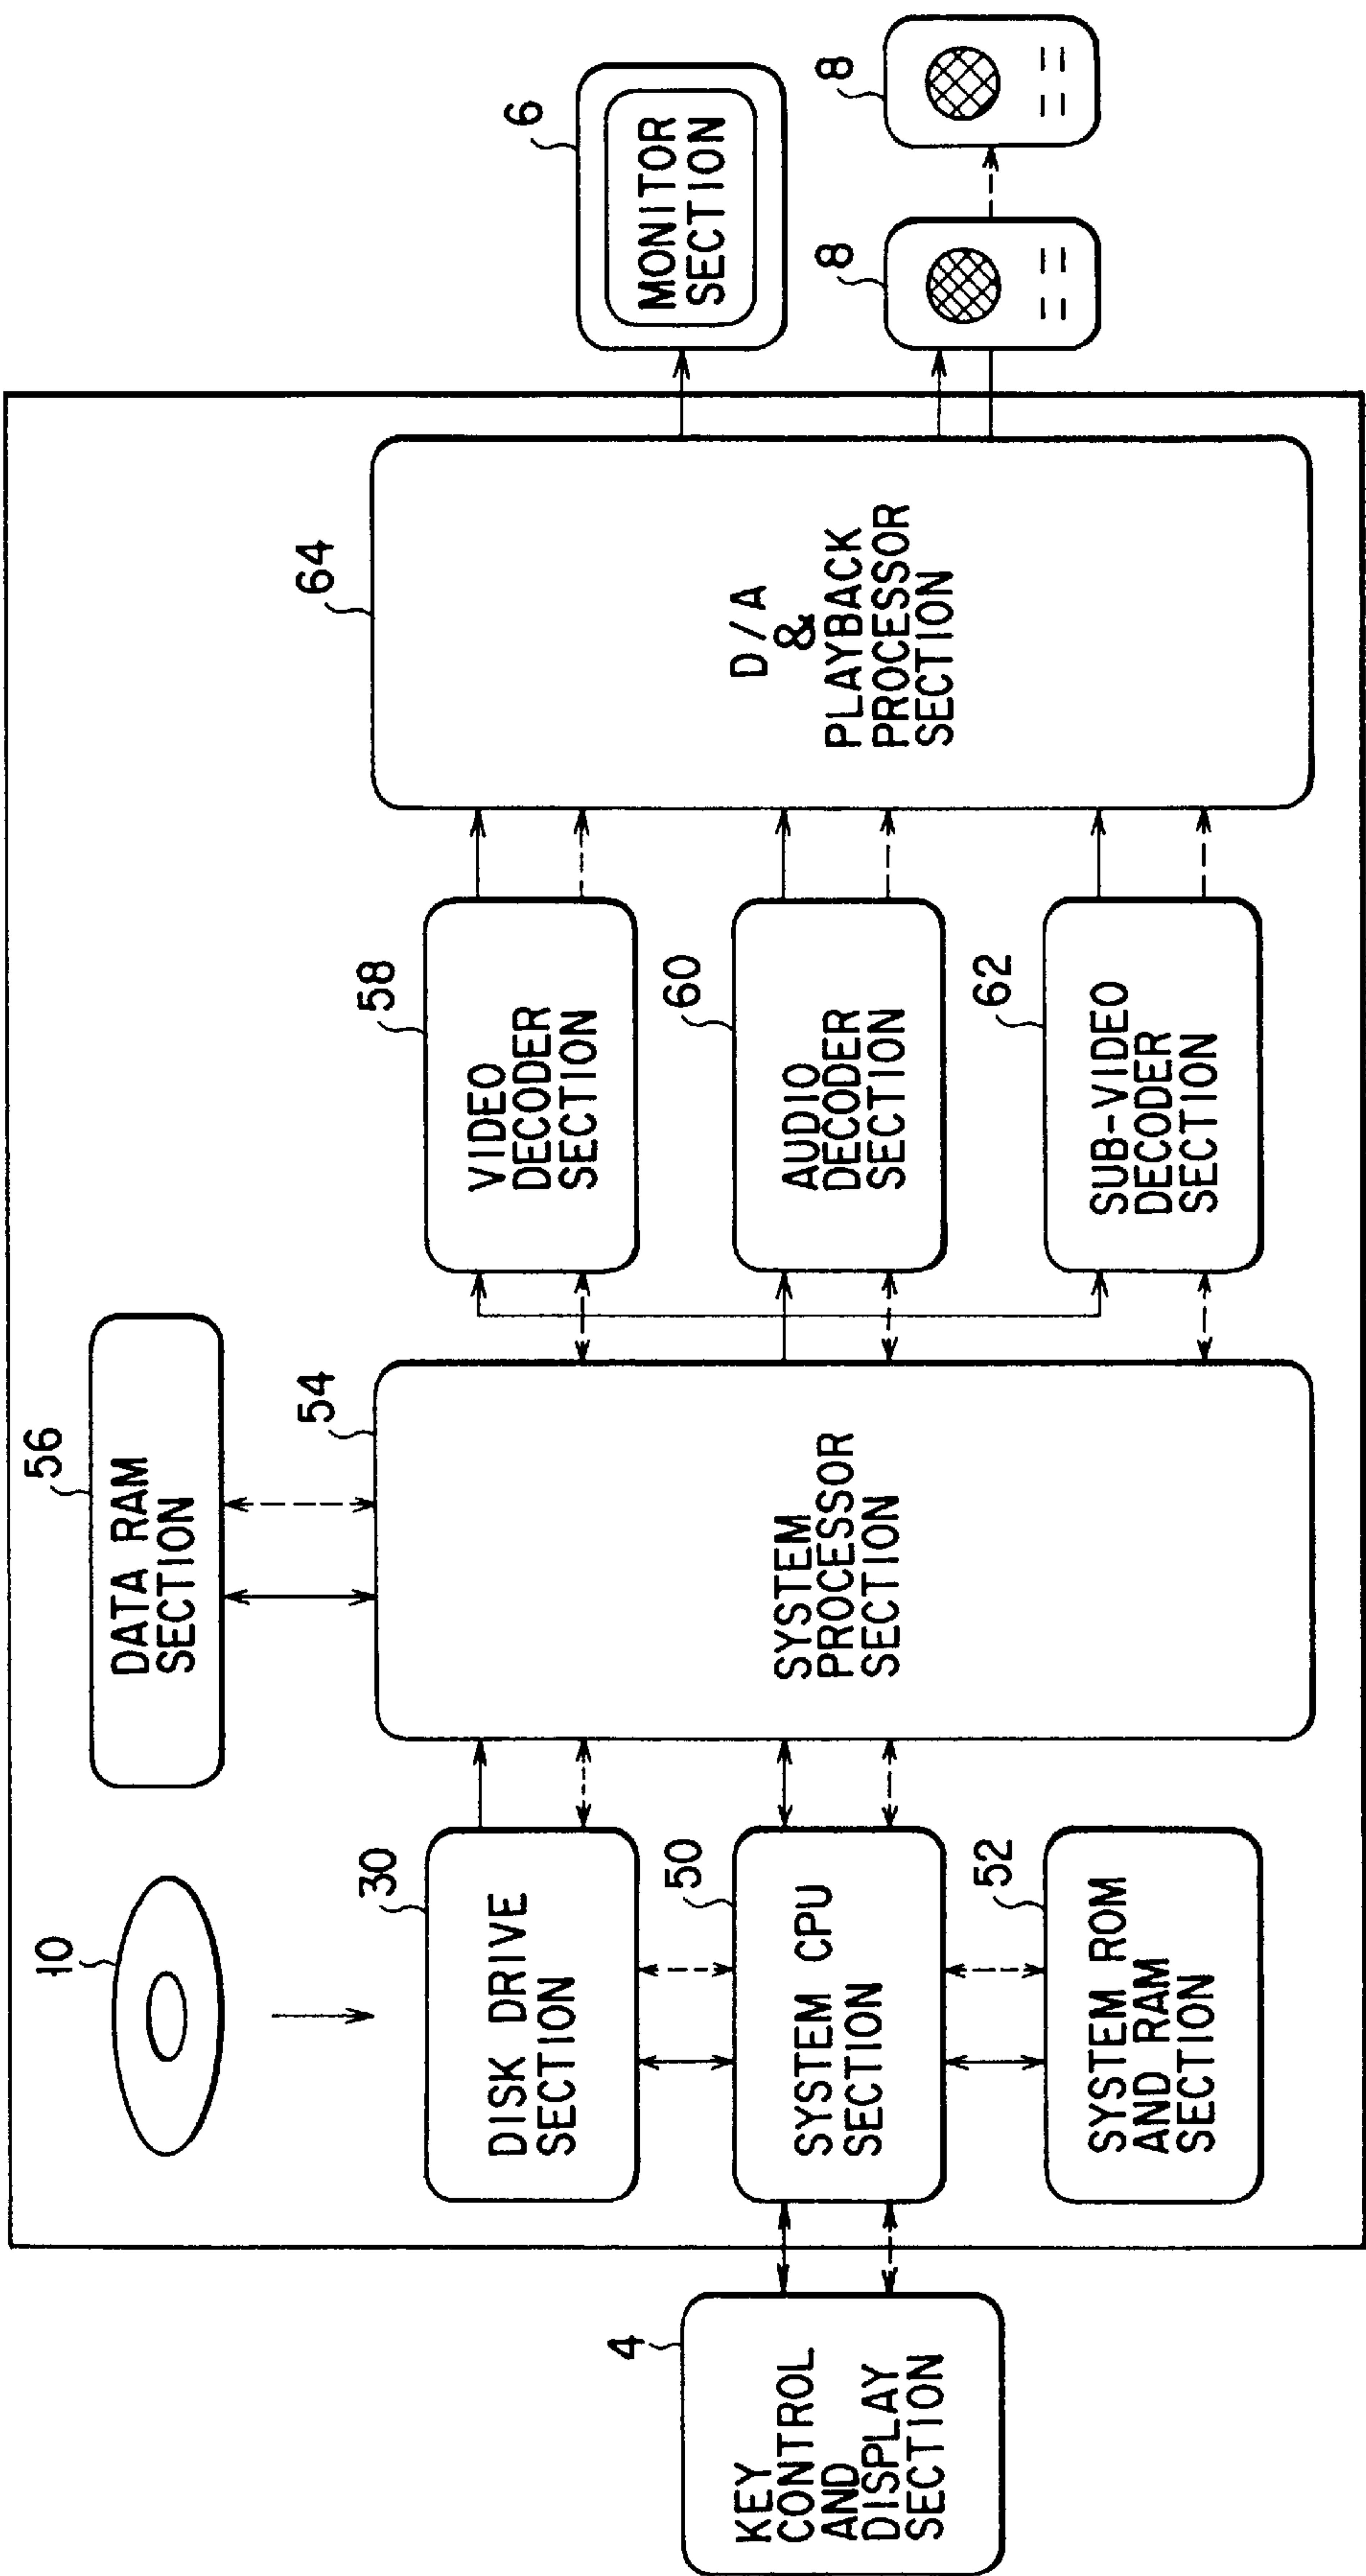 10
56
DATA RAM
SECTION
4
KEY
CONTROL
AND
DISPLAY
SECTION
30
DISK DRIVE
SECTION
50
SYSTEM CPU
SECTION
52
SYSTEM ROM
AND RAM
SECTION
54
SYSTEM
PROCESSOR
SECTION
58
VIDEO
DECODER
SECTION
60
AUDIO
DECODER
SECTION
62
SUB-VIDEO
DECODER
SECTION
64
D/A
&
PLAYBACK
PROCESSOR
SECTION
6
MONITOR
SECTION
8
8